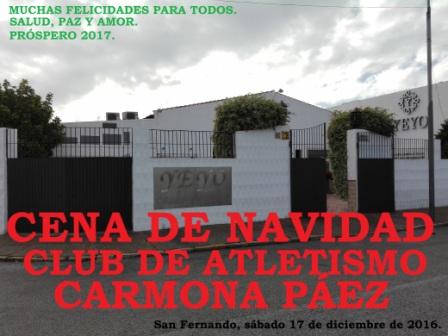 MUCHAS FELICIDADES PARA TODOS.
SALUD, PAZ Y AMOR.
PRÓSPERO 2017.
YEYO
YEYO
CENA DE NAVIDAD
CLUB DE ATLETISMO
CARMONA PÁEZ
San Fernando, sábado 17 de diciembre de 2016.